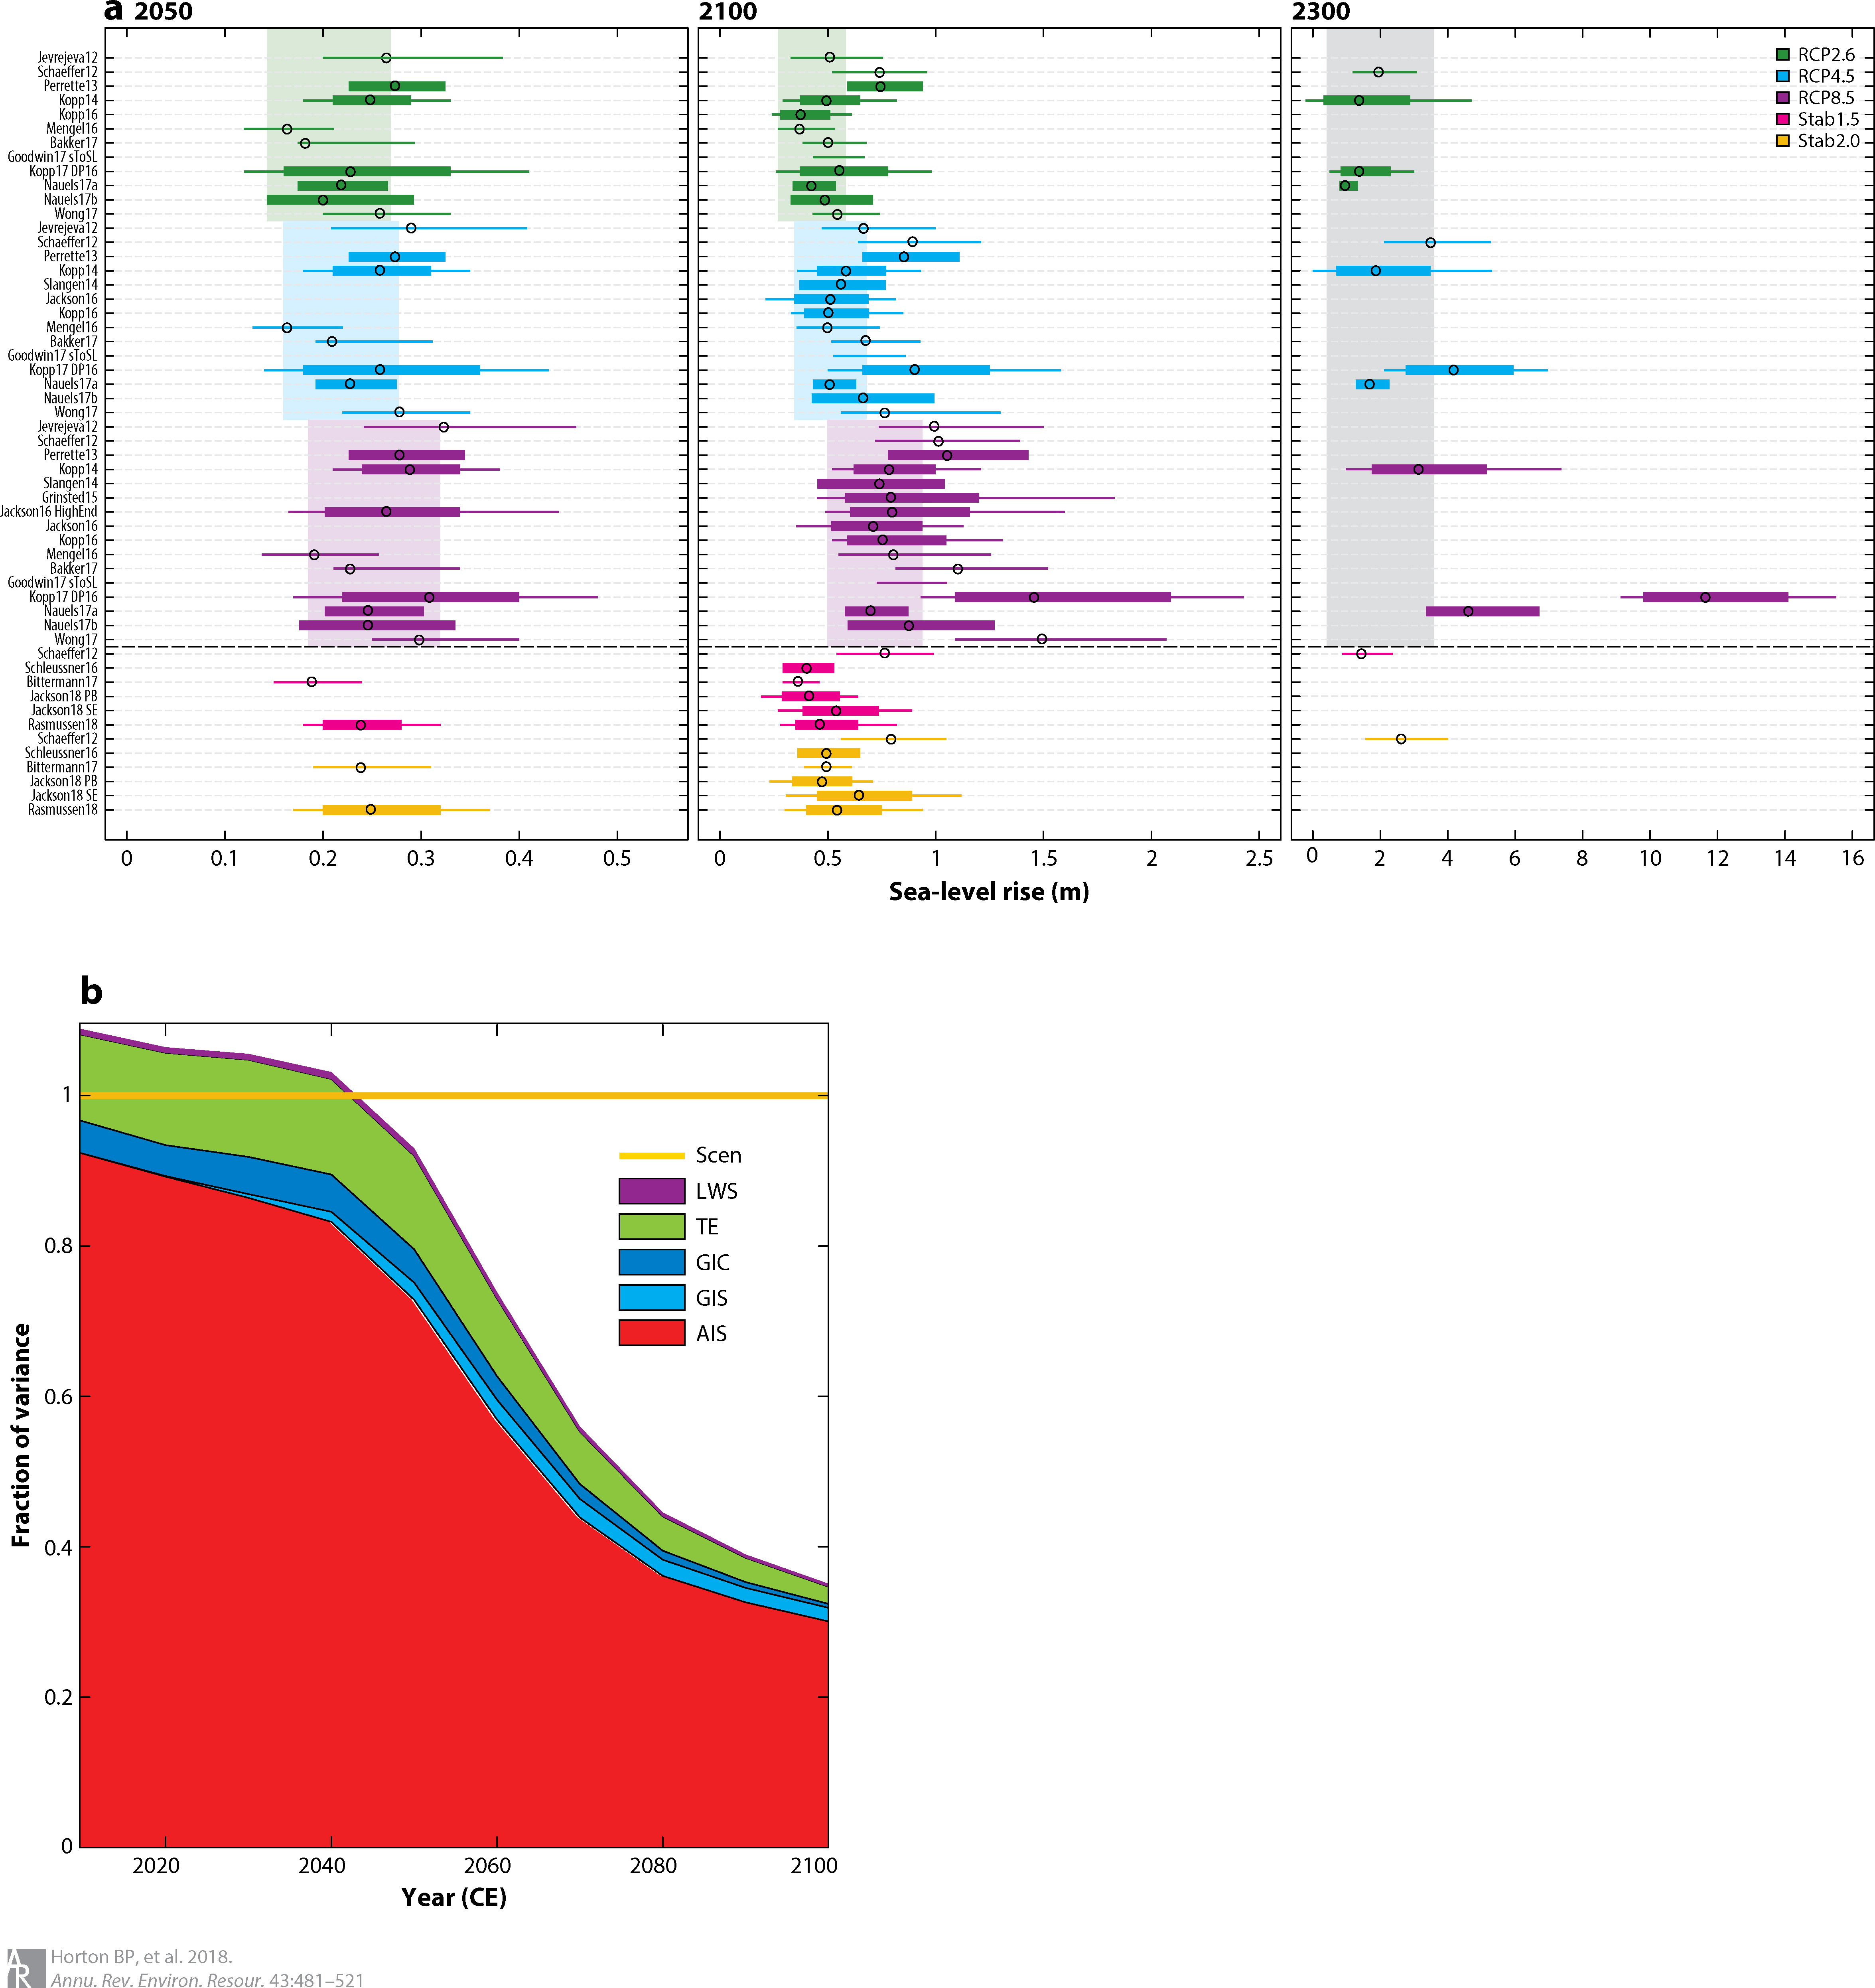 a 2050
2100
2300
Jevrejeva12
Schaeffer12
Perrette13
Kopp14
Kopp16
Mengel16
Bakker17
Goodwin17 sToSL
Kopp17 DP16
Nauels17a
Nauels17b
Wong17
Jevrejeva12
Schaeffer12
Perrette13
Kopp14
Slangen14
Jackson16
Kopp16
Mengel16
Bakker17
Goodwin17 sToSL
Kopp17 DP16
Nauels17a
Nauels17b
Wong17
Jevrejeva12
Schaeffer12
Perrette13
Kopp14
Slangen14
Grinsted15
Jackson16 HighEnd
Jackson16
Kopp16
Mengel16
Bakker17
Goodwin17 sToSL
Kopp17 DP16
Nauels17a
Nauels17b
Wong17
Schaeffer12
Schleussner16
Bittermann17
Jackson18 PB
Jackson18 SE
Rasmussen18
Schaeffer12
Schleussner16
Bittermann17
Jackson18 PB
Jackson18 SE
Rasmussen18
RCP2.6
RCP4.5
RCP8.5
Stab1.5
Stab2.0
0 0.1 0.2 0.3 0.4 0.5
0 0.5 1 1.5 2 2.5
0 2 4 6 8 10 12 14 16
Sea-level rise (m)
b
Fraction of variance
1
0.8
0.6
0.4
0.2
0
Scen
LWS
TE
GIC
GIS
AIS
2020 2040 2060 2080 2100
Year (CE)
AR
Horton BP, et al. 2018.
Annu. Rev. Environ. Resour. 43:481–521